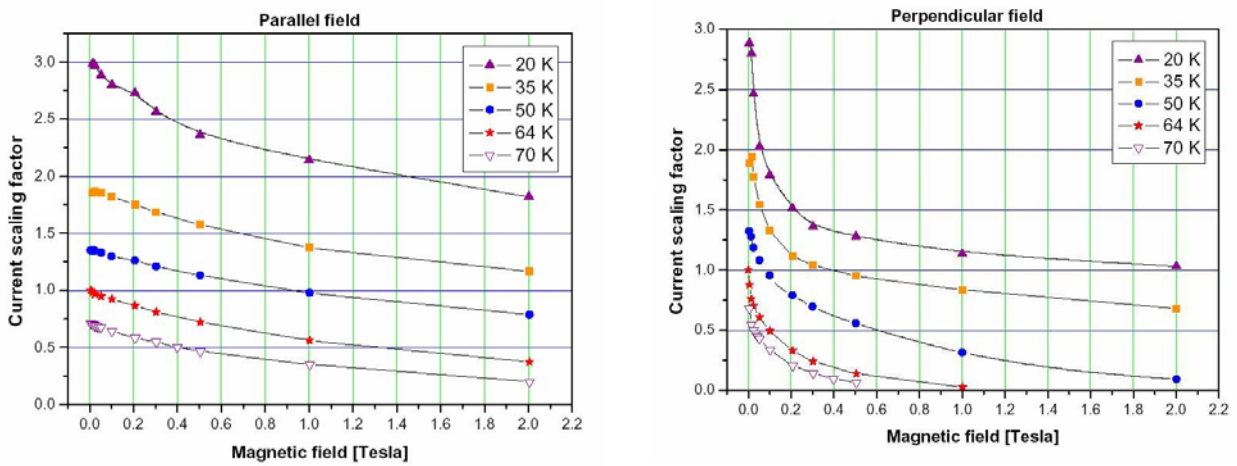 Parallel field
3.0
2.5
2.0
1.5
1.0
0.5
0.0
Current scaling factor
20 K
35 K
50 K
64 K
70 K
0.0 0.2 0.4 0.6 0.8 1.0 1.2 1.4 1.6 1.8 2.0 2.2
Magnetic field [Tesla]
Perpendicular field
3.0
2.5
2.0
1.5
1.0
0.5
0.0
Current scaling factor
20 K
35 K
50 K
64 K
70 K
0.0 0.2 0.4 0.6 0.8 1.0 1.2 1.4 1.6 1.8 2.0 2.2
Magnetic field [Tesla]